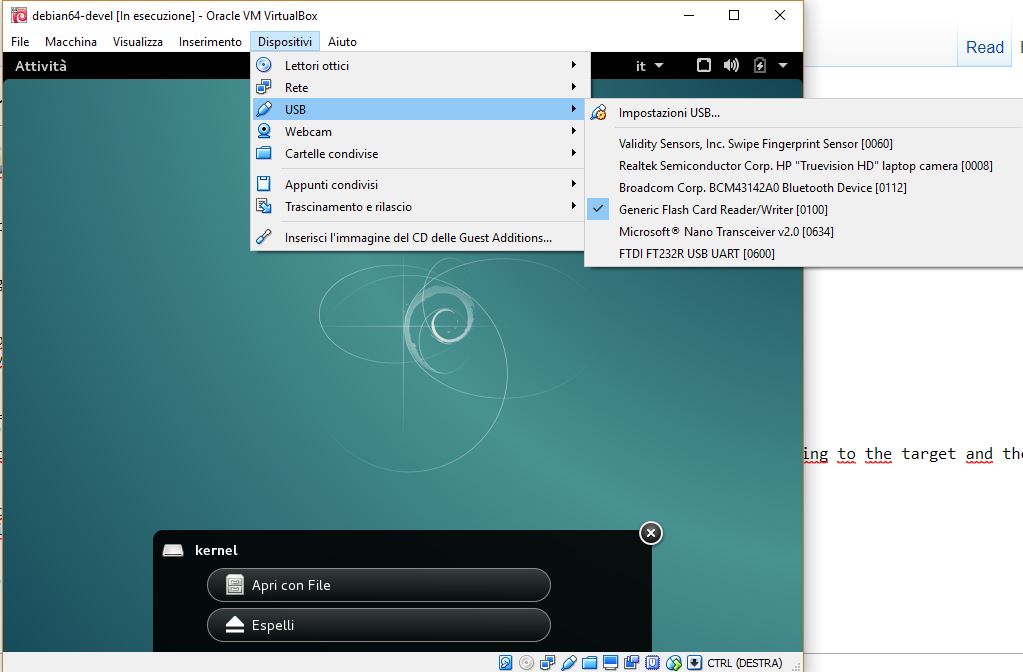 debian64-devel [In esecuzione] - Oracle VM VirtualBox
File Macchina Visualizza Inserimento Dispositivi Aiuto
Read
Attività
it
Lettori ottici
Rete
USB
Webcam
Cartelle condivise
Appunti condivisi
Trascinamento e rilascio
Inserisci l'immagine del CD delle Guest Additions...
Impostazioni USB...
Validity Sensors, Inc. Swipe Fingerprint Sensor [0060]
Realtek Semiconductor Corp. HP "Truevision HD" laptop camera [0008]
Broadcom Corp. BCM43142A0 Bluetooth Device [0112]
Generic Flash Card Reader/Writer [0100]
Microsoft® Nano Transceiver v2.0 [0634]
FTDI FT232R USB UART [0600]
ing to the target and the
kernel
Apri con File
Espelli
CTRL (DESTRA)